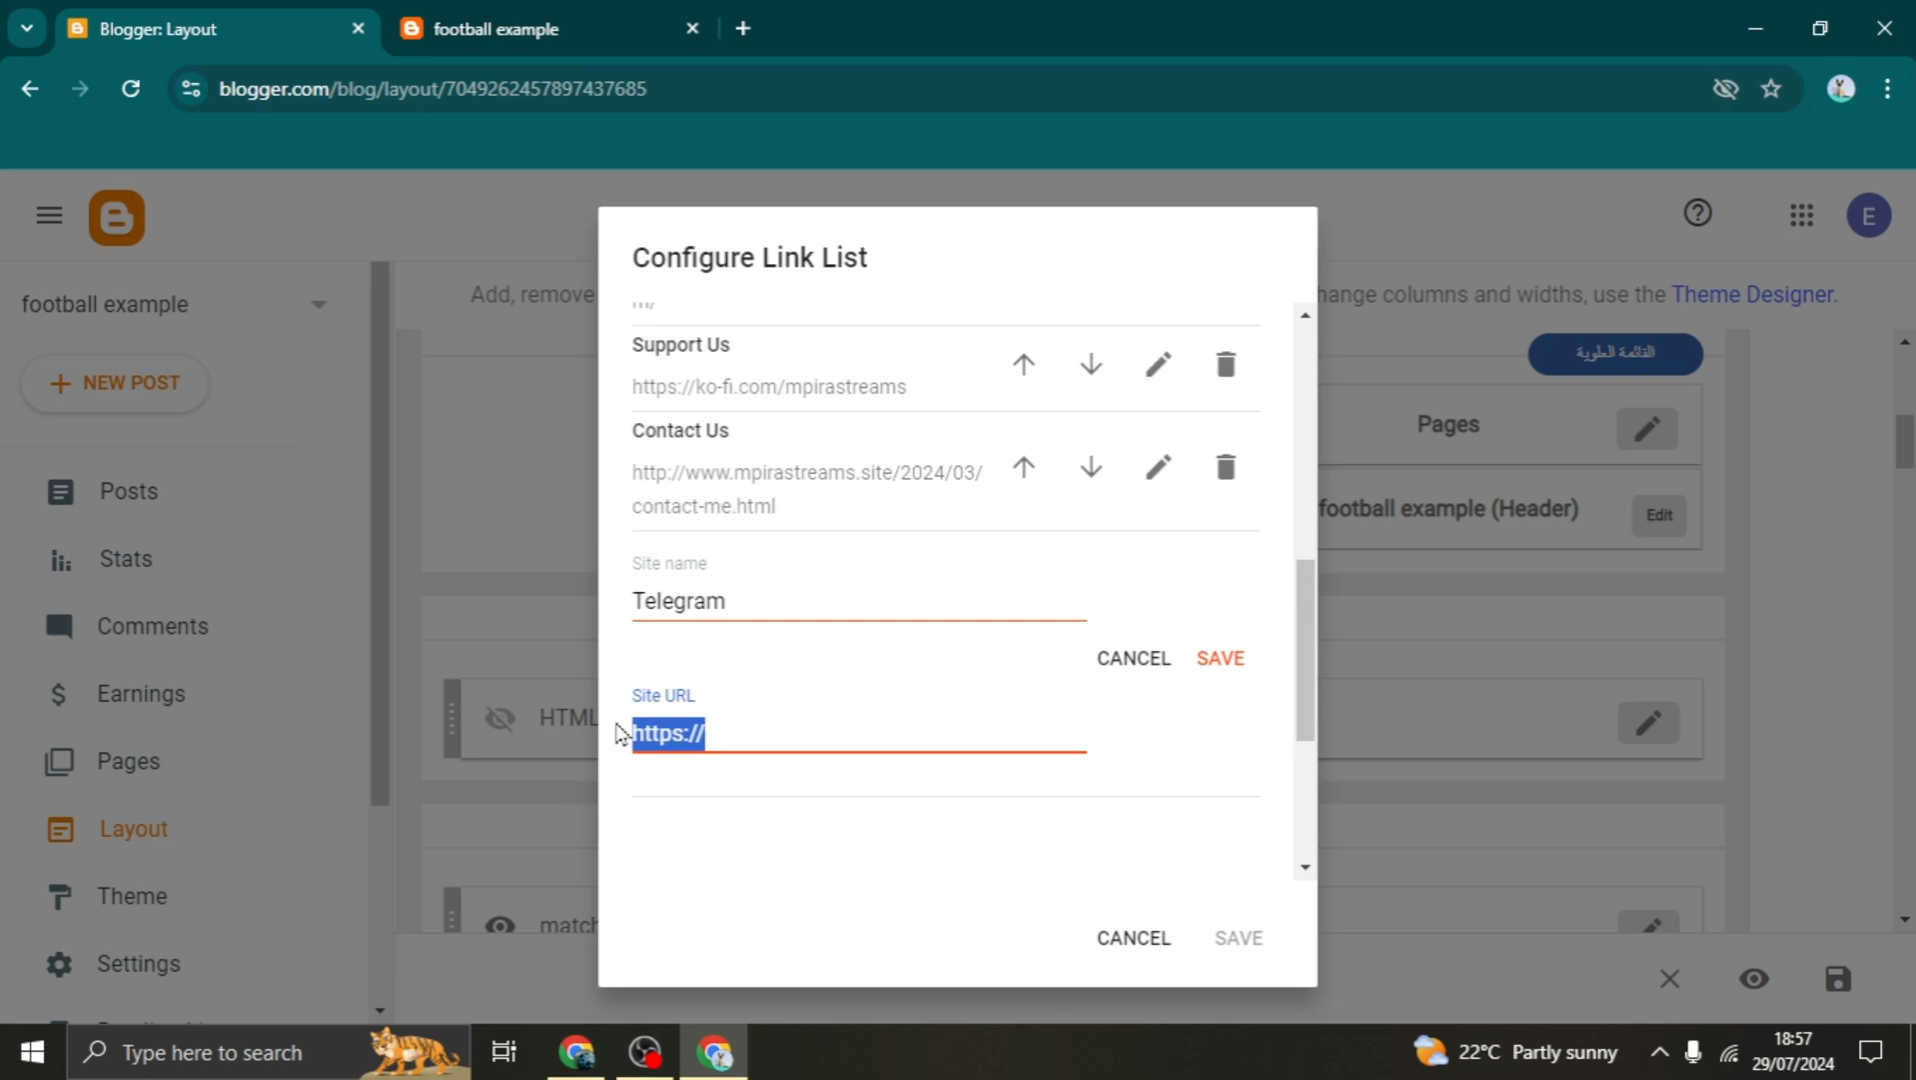 Blogger: Layout
football example
blogger.com/blog/layout/7049262457897437685
E
football example
NEW POST
Posts
Stats
Comments
Earnings
Pages
Layout
Theme
Settings
Add, remove
hange columns and widths, use the Theme Designer.
القائمة العلوية
Pages
football example (Header)
Edit
HTML
match
Configure Link List
m/
Support Us
https://ko-fi.com/mpirastreams
Contact Us
http://www.mpirastreams.site/2024/03/
contact-me.html
Site name
Telegram
CANCEL SAVE
Site URL
https://
CANCEL SAVE
Type here to search
22°C Partly sunny
18:57
29/07/2024